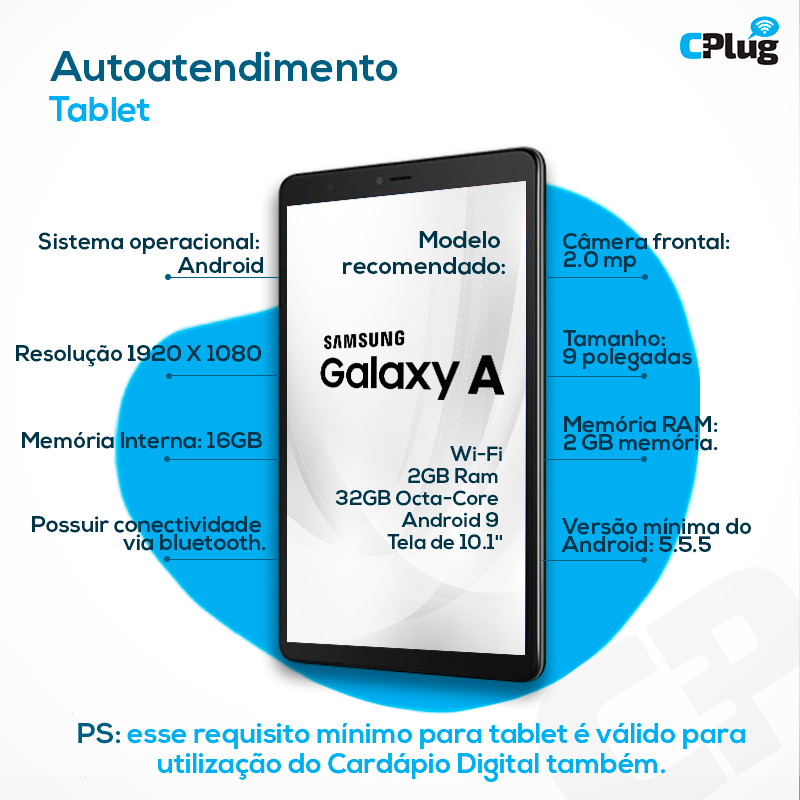 CPlug
Autoatendimento
Tablet
Sistema operacional:
Android
Resolução 1920 X 1080
Memória Interna: 16GB
Possuir conectividade
via bluetooth.
Modelo
recomendado:
SAMSUNG
Galaxy A
Wi-Fi
2GB Ram
32GB Octa-Core
Android 9
Tela de 10.1"
Câmera frontal:
2.0 mp
Tamanho:
9 polegadas
Memória RAM:
2 GB memória.
Versão mínima do
Android: 5.5.5
PS: esse requisito mínimo para tablet é válido para
utilização do Cardápio Digital também.